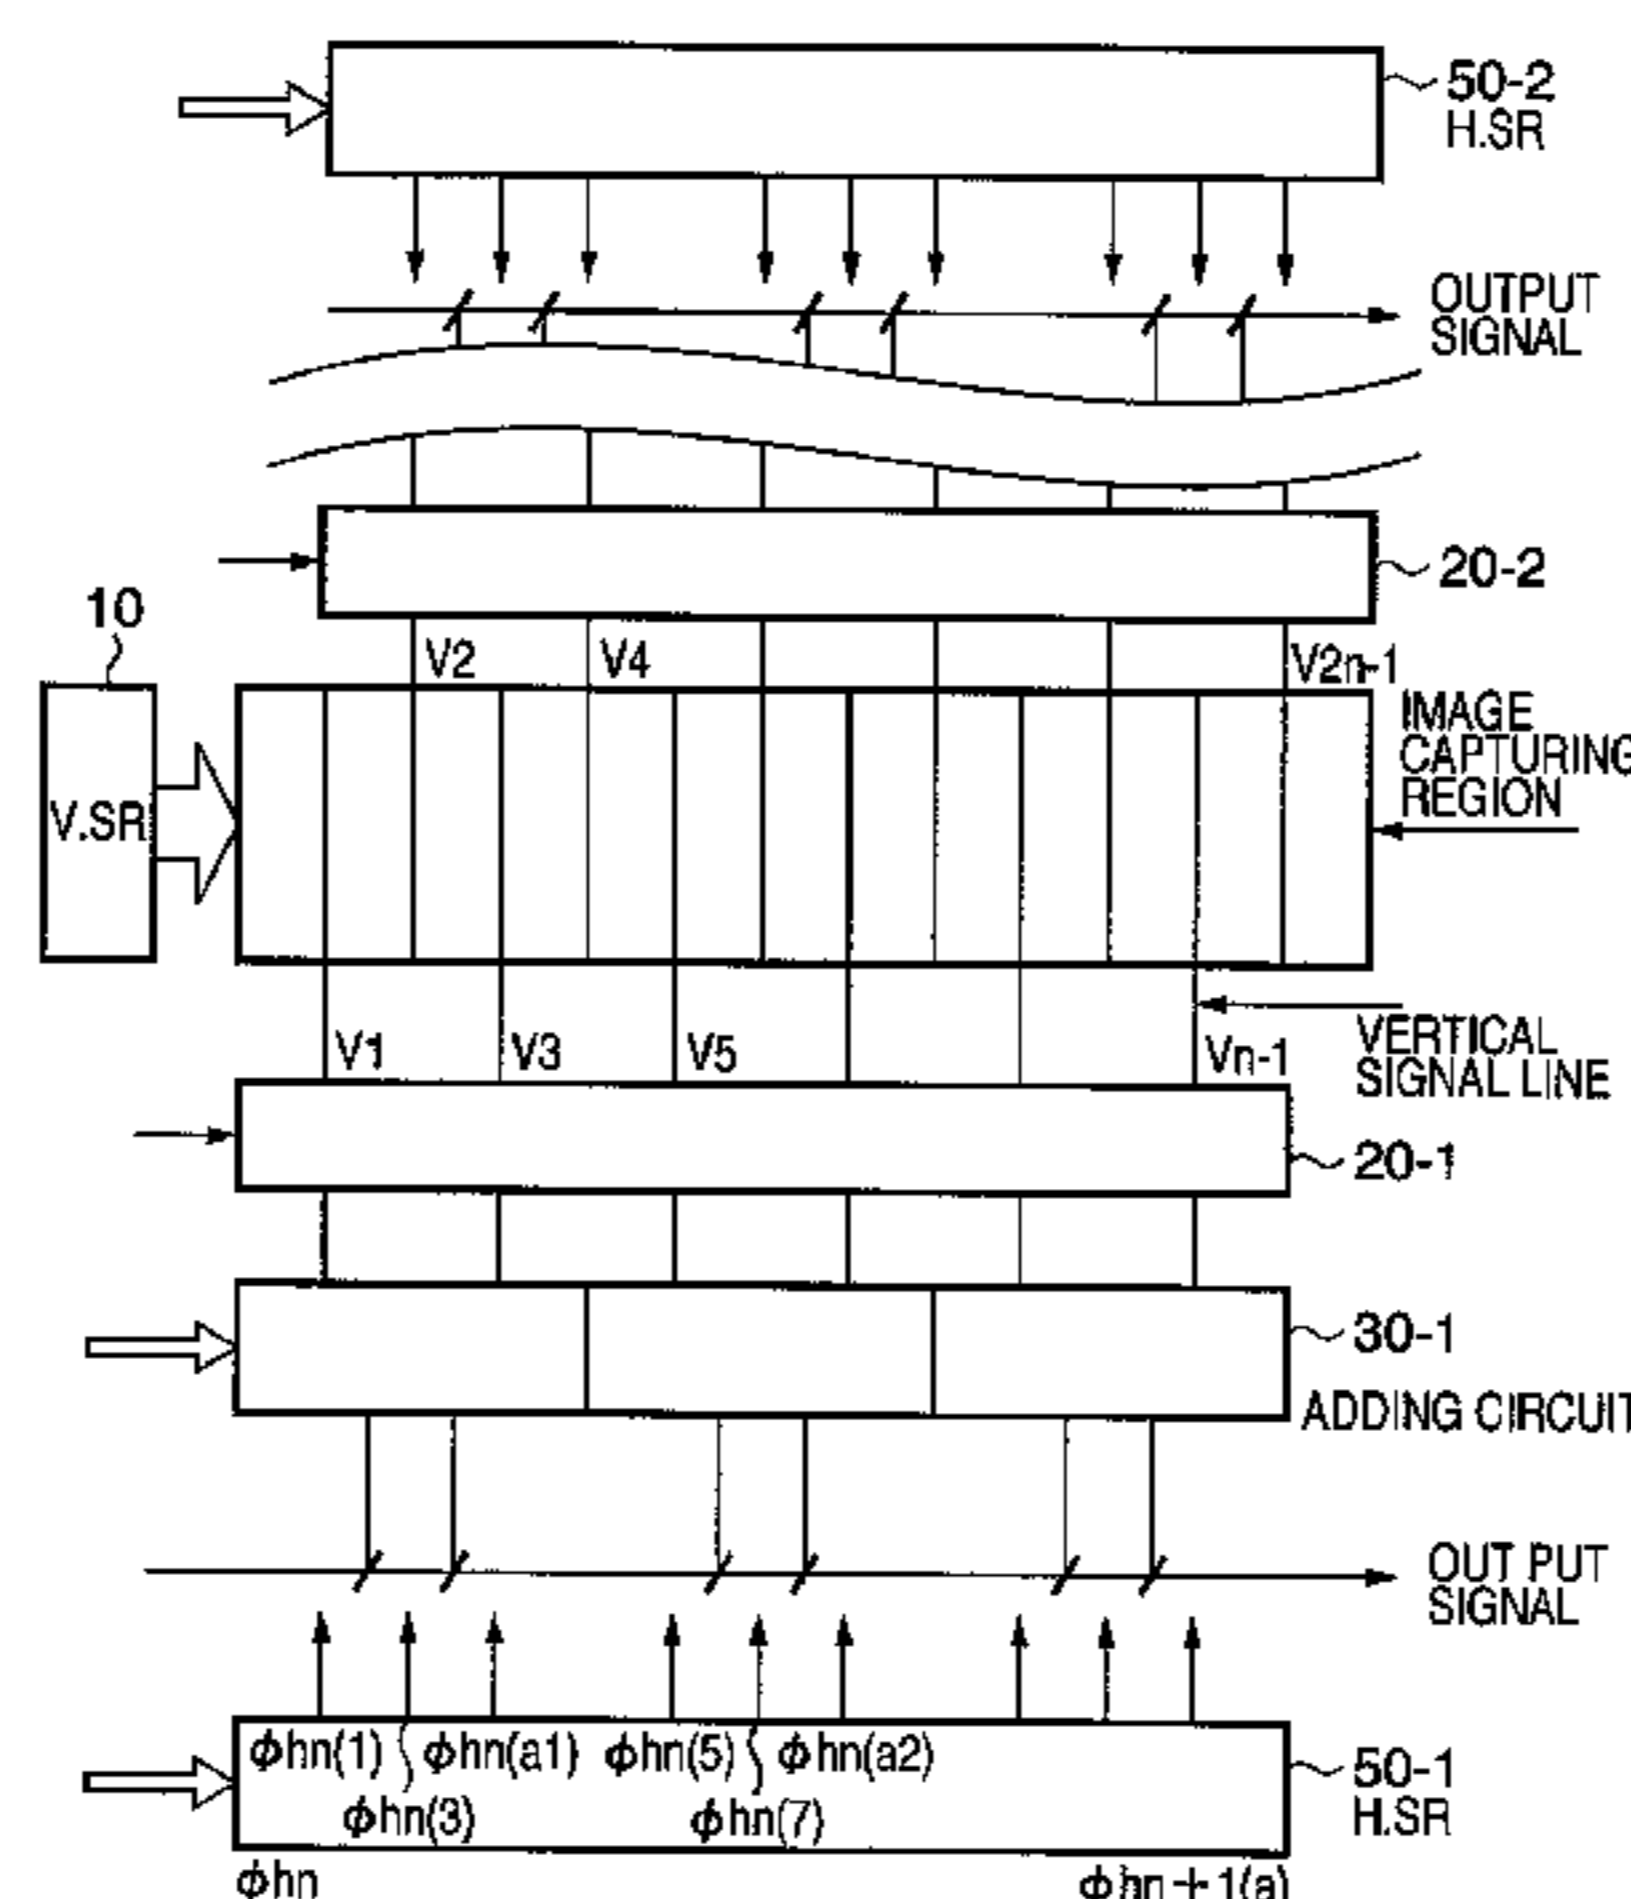 50-2
H.SR
OUTPUT
SIGNAL
20-2
10
V2
V4
V2n-1
IMAGE
CAPTURING
REGION
V.SR
V1
V3
V5
Vn-1
VERTICAL
SIGNAL LINE
20-1
30-1
ADDING CIRCUIT
OUT PUT
SIGNAL
ϕhn(1)
ϕhn(a1)
ϕhn(5)
ϕhn(a2)
ϕhn(3)
ϕhn(7)
50-1
H.SR
ϕhn
ϕhn+1(a)